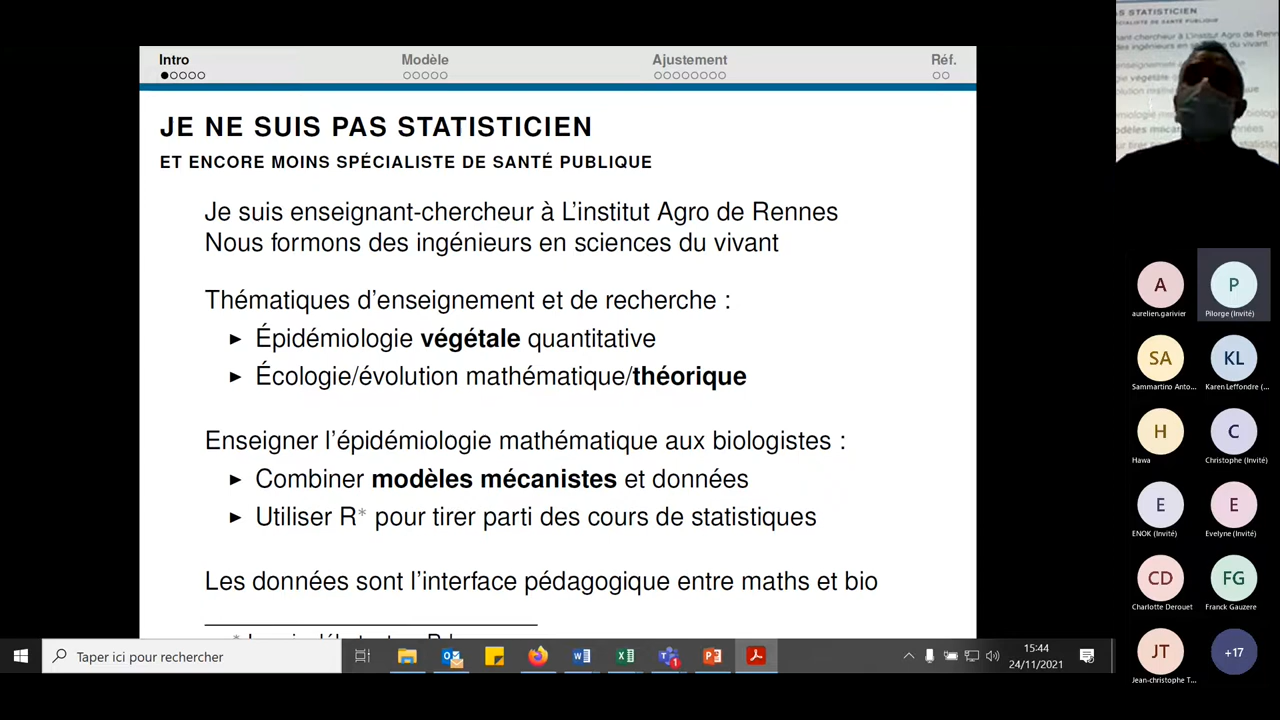 Intro Modèle Ajustement Réf.
JE NE SUIS PAS STATISTICIEN
ET ENCORE MOINS SPÉCIALISTE DE SANTÉ PUBLIQUE
Je suis enseignant-chercheur à L'institut Agro de Rennes
Nous formons des ingénieurs en sciences du vivant
Thématiques d'enseignement et de recherche :
► Épidémiologie végétale quantitative
► Écologie/évolution mathématique/théorique
Enseigner l'épidémiologie mathématique aux biologistes :
► Combiner modèles mécanistes et données
► Utiliser R* pour tirer parti des cours de statistiques
Les données sont l'interface pédagogique entre maths et bio
A
aurelien.garivier
P
Pilorge (Invité)
SA
Sammartino Anto...
KL
Karen Leffondre (...
H
Hawa
C
Christophe (Invité)
E
ENOK (Invité)
E
Evelyne (Invité)
CD
Charlotte Derouet
FG
Franck Gauzere
JT
Jean-christophe T...
+17
Taper ici pour rechercher
15:44
24/11/2021